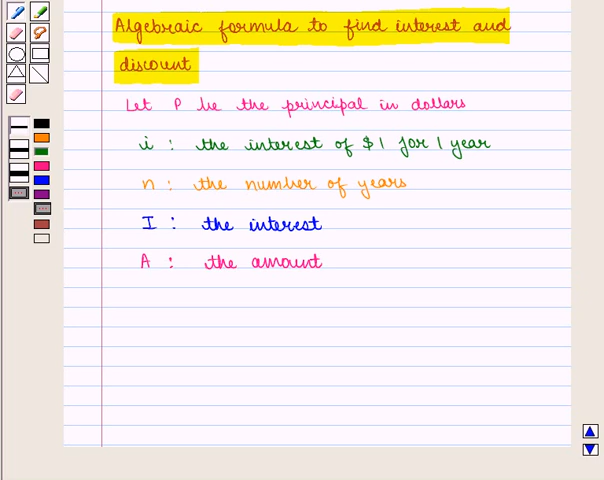 Algebraic formula to find interest and
discount
Let P be the principal in dollars
i : the interest of $1 for 1 year
n : the number of years
I : the interest
A : the amount